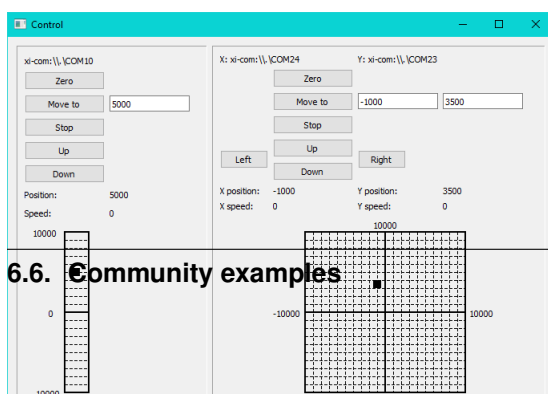 Control
xi-com:\\.\COM10
Zero
Move to 5000
Stop
Up
Down
Position: 5000
Speed: 0
10000
0
10000
X: xi-com:\\.\COM24 Y: xi-com:\\.\COM23
Zero
Move to -1000 3500
Stop
Up
Left Right
Down
X position: -1000 Y position: 3500
X speed: 0 Y speed: 0
10000
-10000 10000
6.6. Community examples